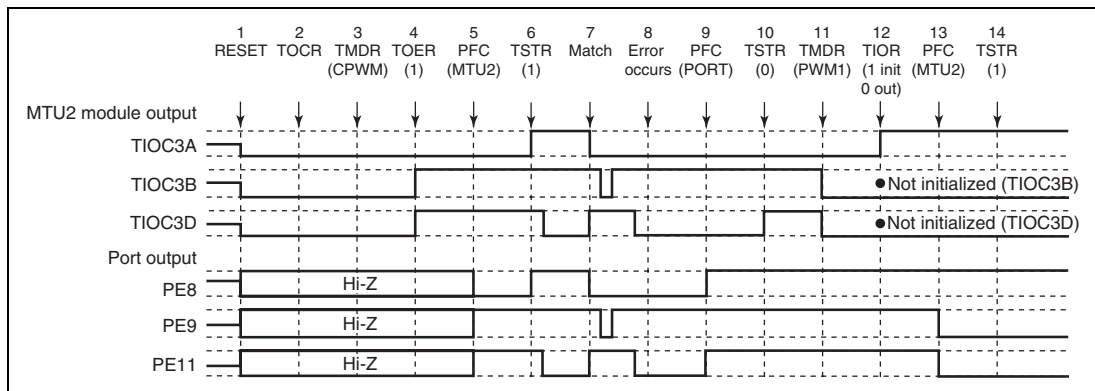 1 2 3 4 5 6 7 8 9 10 11 12 13 14
RESET TOCR TMDR TOER PFC TSTR Match Error PFC TSTR TMDR TIOR PFC TSTR
(CPWM) (1) (MTU2) (1) occurs (PORT) (0) (PWM1) (1 init (MTU2) (1)
0 out)
MTU2 module output
TIOC3A
TIOC3B ●Not initialized (TIOC3B)
TIOC3D ●Not initialized (TIOC3D)
Port output
PE8 Hi-Z
PE9 Hi-Z
PE11 Hi-Z